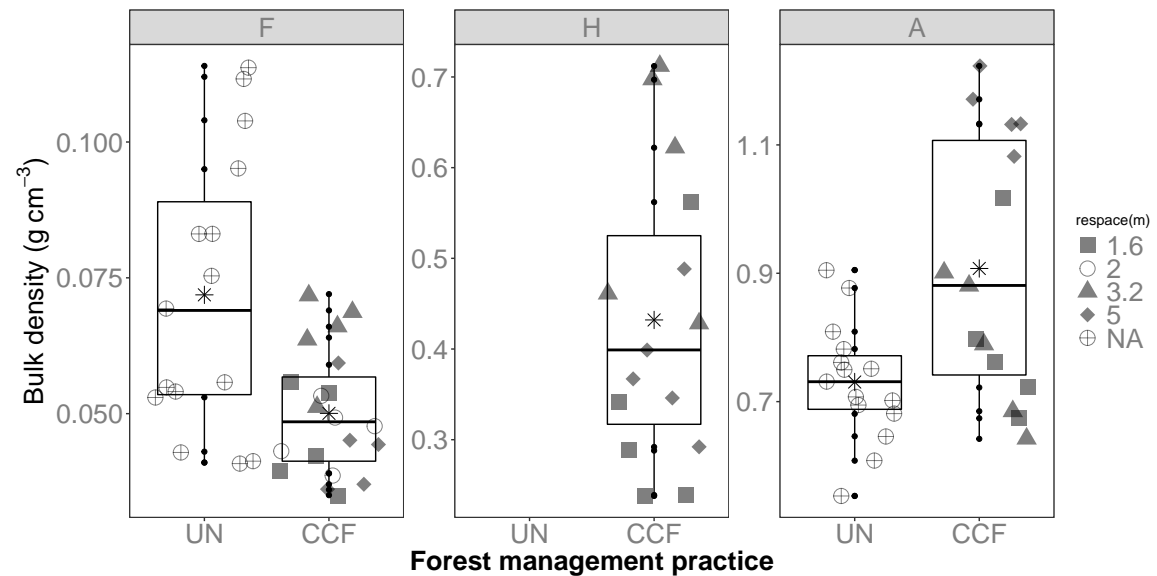 F
H
A
Bulk density (g cm−3)
0.100
0.075
0.050
0.7
0.6
0.5
0.4
0.3
1.1
0.9
0.7
respace(m)
1.6
2
3.2
5
NA
UN CCF
UN CCF
UN CCF
Forest management practice